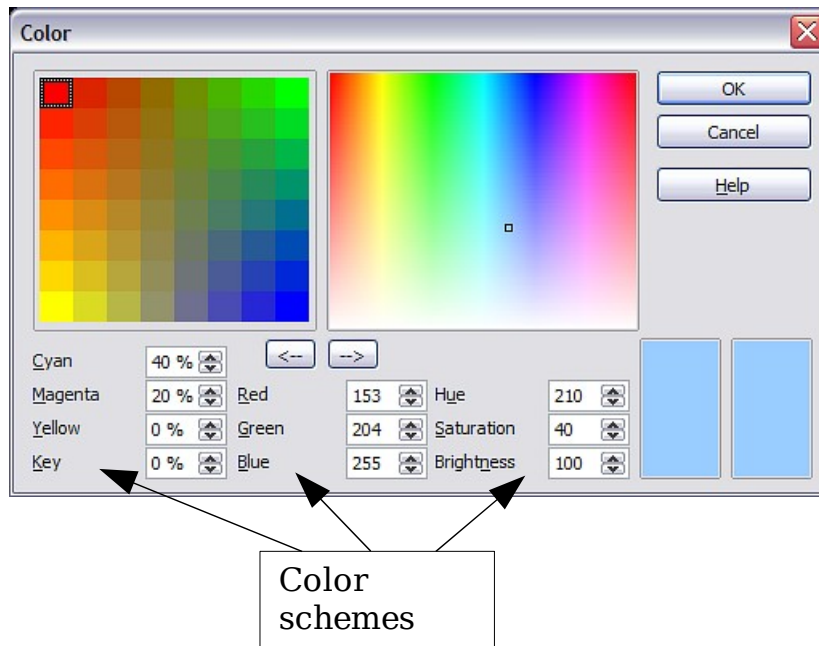 Color
OK
Cancel
Help
<-- -->
Cyan 40 %
Magenta 20 % Red 153 Hue 210
Yellow 0 % Green 204 Saturation 40
Key 0 % Blue 255 Brightness 100
Color
schemes